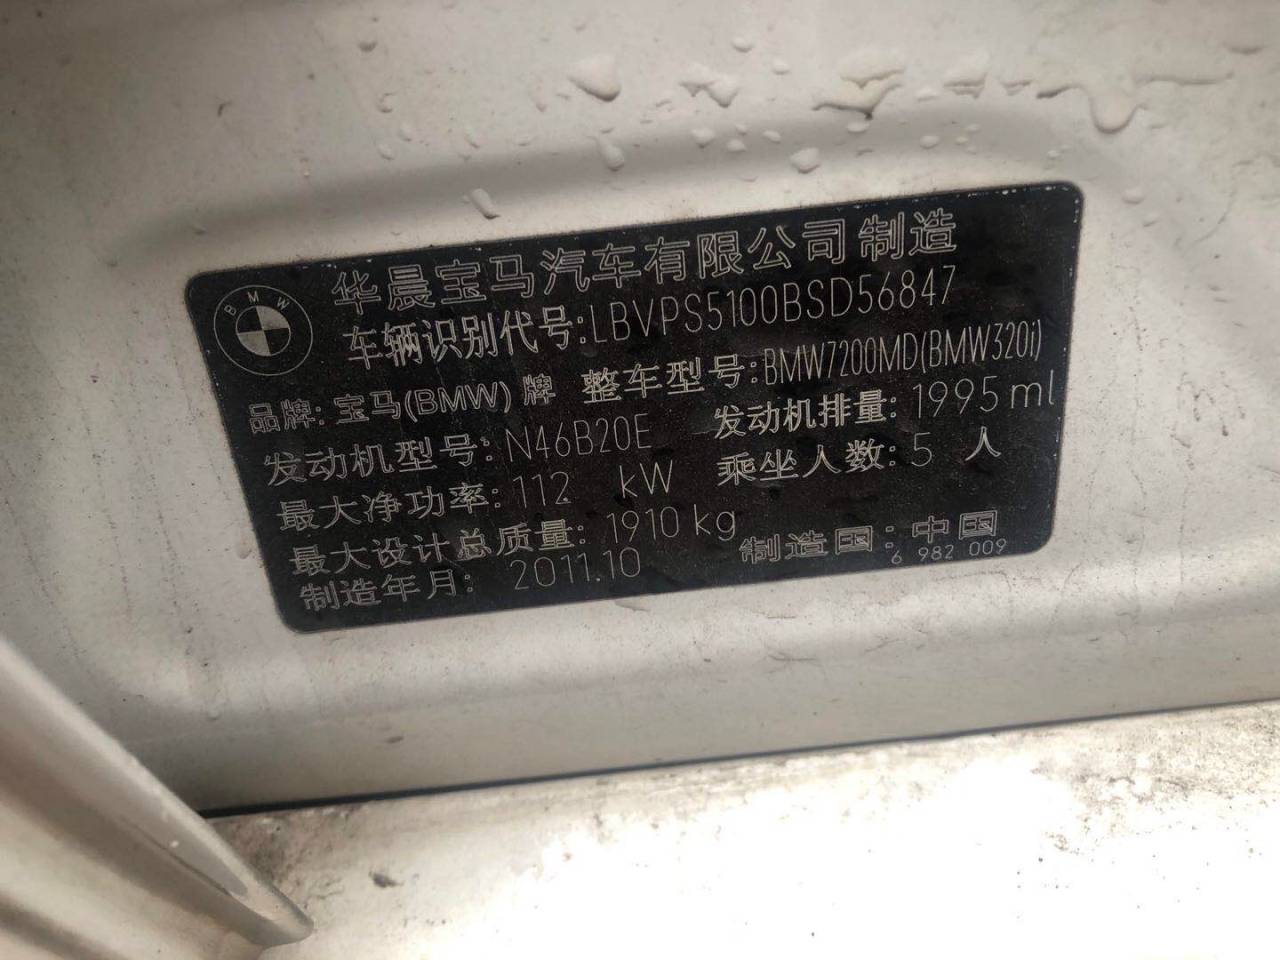 BMW
华晨宝马汽车有限公司制造
车辆识别代号:LBVPS5100BSD56847
品牌: 宝马(BMW) 牌 整车型号:BMW7200MD(BMW320i)
发动机型号: N46B20E 发动机排量: 1995 ml
最大净功率: 112 kW 乘坐人数: 5 人
最大设计总质量: 1910 kg
制造年月: 2011.10 制造国: 中国
6 982 009